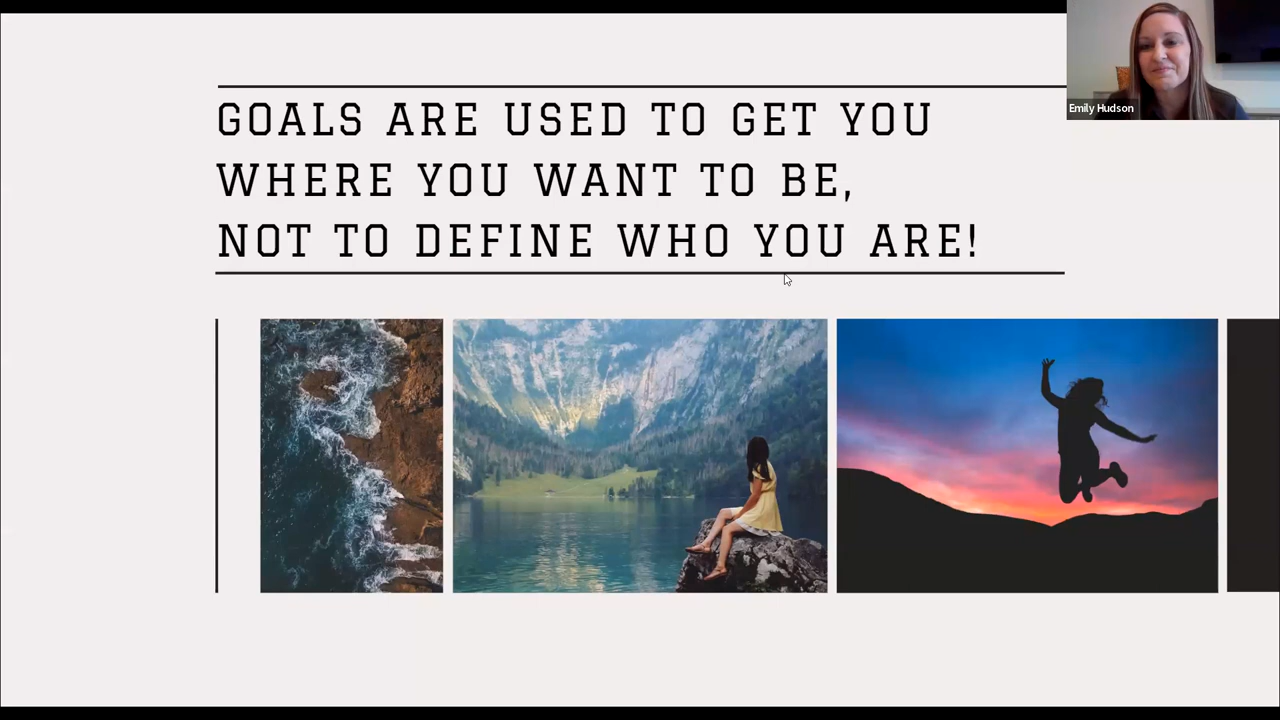 GOALS ARE USED TO GET YOU
WHERE YOU WANT TO BE,
NOT TO DEFINE WHO YOU ARE!
Emily Hudson